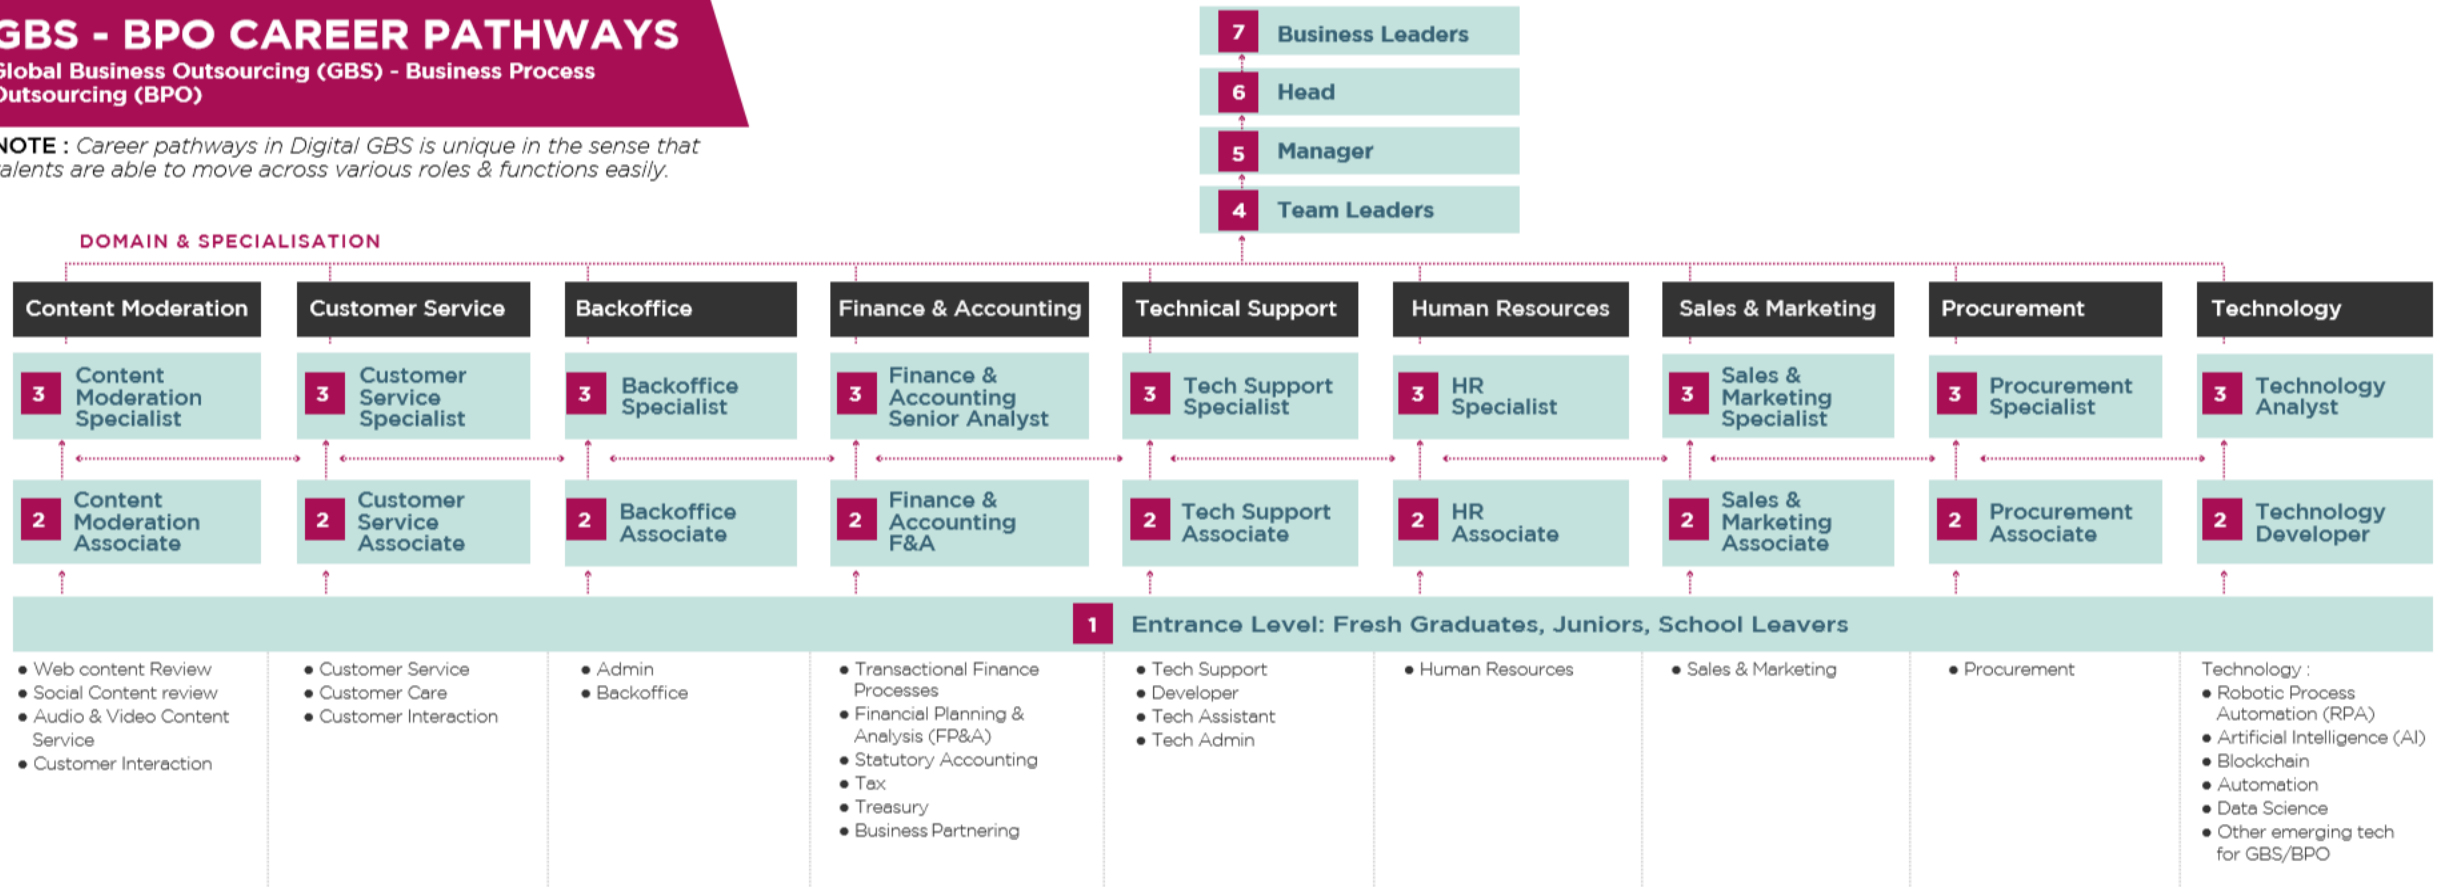 GBS - BPO CAREER PATHWAYS
Global Business Outsourcing (GBS) - Business Process
Outsourcing (BPO)
NOTE : Career pathways in Digital GBS is unique in the sense that
talents are able to move across various roles & functions easily.
7 Business Leaders
6 Head
5 Manager
4 Team Leaders
DOMAIN & SPECIALISATION
Content Moderation
Customer Service
Backoffice
Finance & Accounting
Technical Support
Human Resources
Sales & Marketing
Procurement
Technology
3
Content
Moderation
Specialist
3
Customer
Service
Specialist
3
Backoffice
Specialist
3
Finance &
Accounting
Senior Analyst
3
Tech Support
Specialist
3
HR
Specialist
3
Sales &
Marketing
Specialist
3
Procurement
Specialist
3
Technology
Analyst
2
Content
Moderation
Associate
2
Customer
Service
Associate
2
Backoffice
Associate
2
Finance &
Accounting
F&A
2
Tech Support
Associate
2
HR
Associate
2
Sales &
Marketing
Associate
2
Procurement
Associate
2
Technology
Developer
1 Entrance Level: Fresh Graduates, Juniors, School Leavers
• Web content Review
• Social Content review
• Audio & Video Content
Service
• Customer Interaction
• Customer Service
• Customer Care
• Customer Interaction
• Admin
• Backoffice
• Transactional Finance
Processes
• Financial Planning &
Analysis (FP&A)
• Statutory Accounting
• Tax
• Treasury
• Business Partnering
• Tech Support
• Developer
• Tech Assistant
• Tech Admin
• Human Resources
• Sales & Marketing
• Procurement
Technology :
• Robotic Process
Automation (RPA)
• Artificial Intelligence (AI)
• Blockchain
• Automation
• Data Science
• Other emerging tech
for GBS/BPO